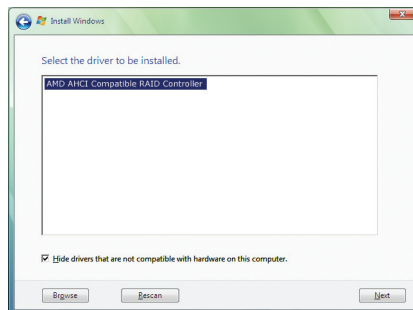 Install Windows
Select the driver to be installed.
AMD AHCI Compatible RAID Controller
Hide drivers that are not compatible with hardware on this computer.
Browse
Rescan
Next